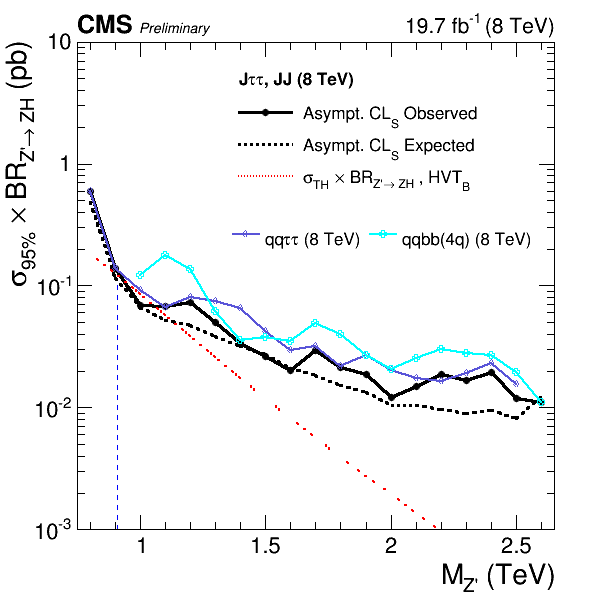 CMS Preliminary 19.7 fb⁻¹ (8 TeV)
σ95% × BRZ'→ ZH (pb)
10
1
10⁻¹
10⁻²
10⁻³
Jττ, JJ (8 TeV)
Asympt. CLS Observed
Asympt. CLS Expected
σTH × BRZ'→ ZH , HVTB
qqττ (8 TeV) qqbb(4q) (8 TeV)
1 1.5 2 2.5
MZ' (TeV)